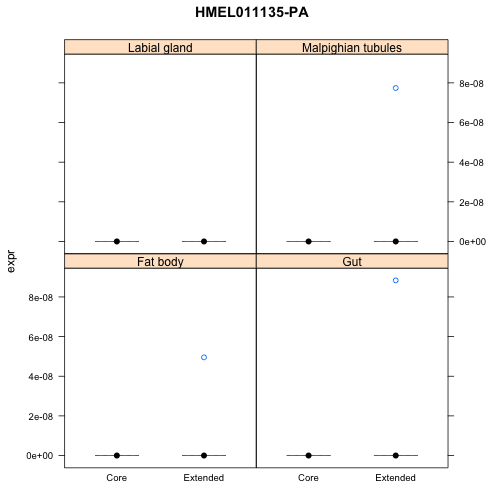 HMEL011135-PA
Labial gland Malpighian tubules
8e-08
6e-08
4e-08
2e-08
0e+00
expr
Fat body Gut
8e-08
6e-08
4e-08
2e-08
0e+00
Core Extended Core Extended